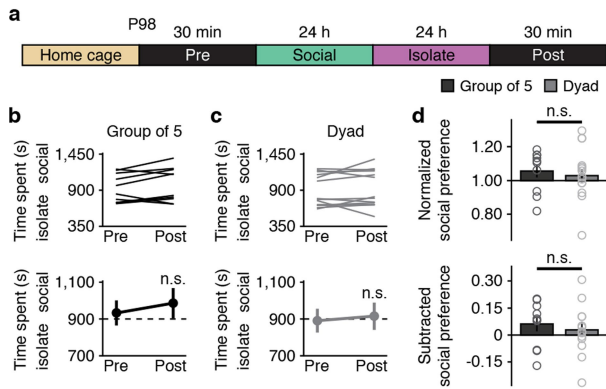 a
P98
30 min
24 h
24 h
30 min
Home cage
Pre
Social
Isolate
Post
Group of 5
Dyad
b
Group of 5
Time spent (s)
isolate social
1,450
900
350
Pre
Post
Time spent (s)
isolate social
1,100
900
700
n.s.
Pre
Post
c
Dyad
Time spent (s)
isolate social
1,450
900
350
Pre
Post
Time spent (s)
isolate social
1,100
900
700
n.s.
Pre
Post
d
n.s.
Normalized
social preference
1.20
1.00
0.80
n.s.
Subtracted
social preference
0.30
0.15
0
-0.15